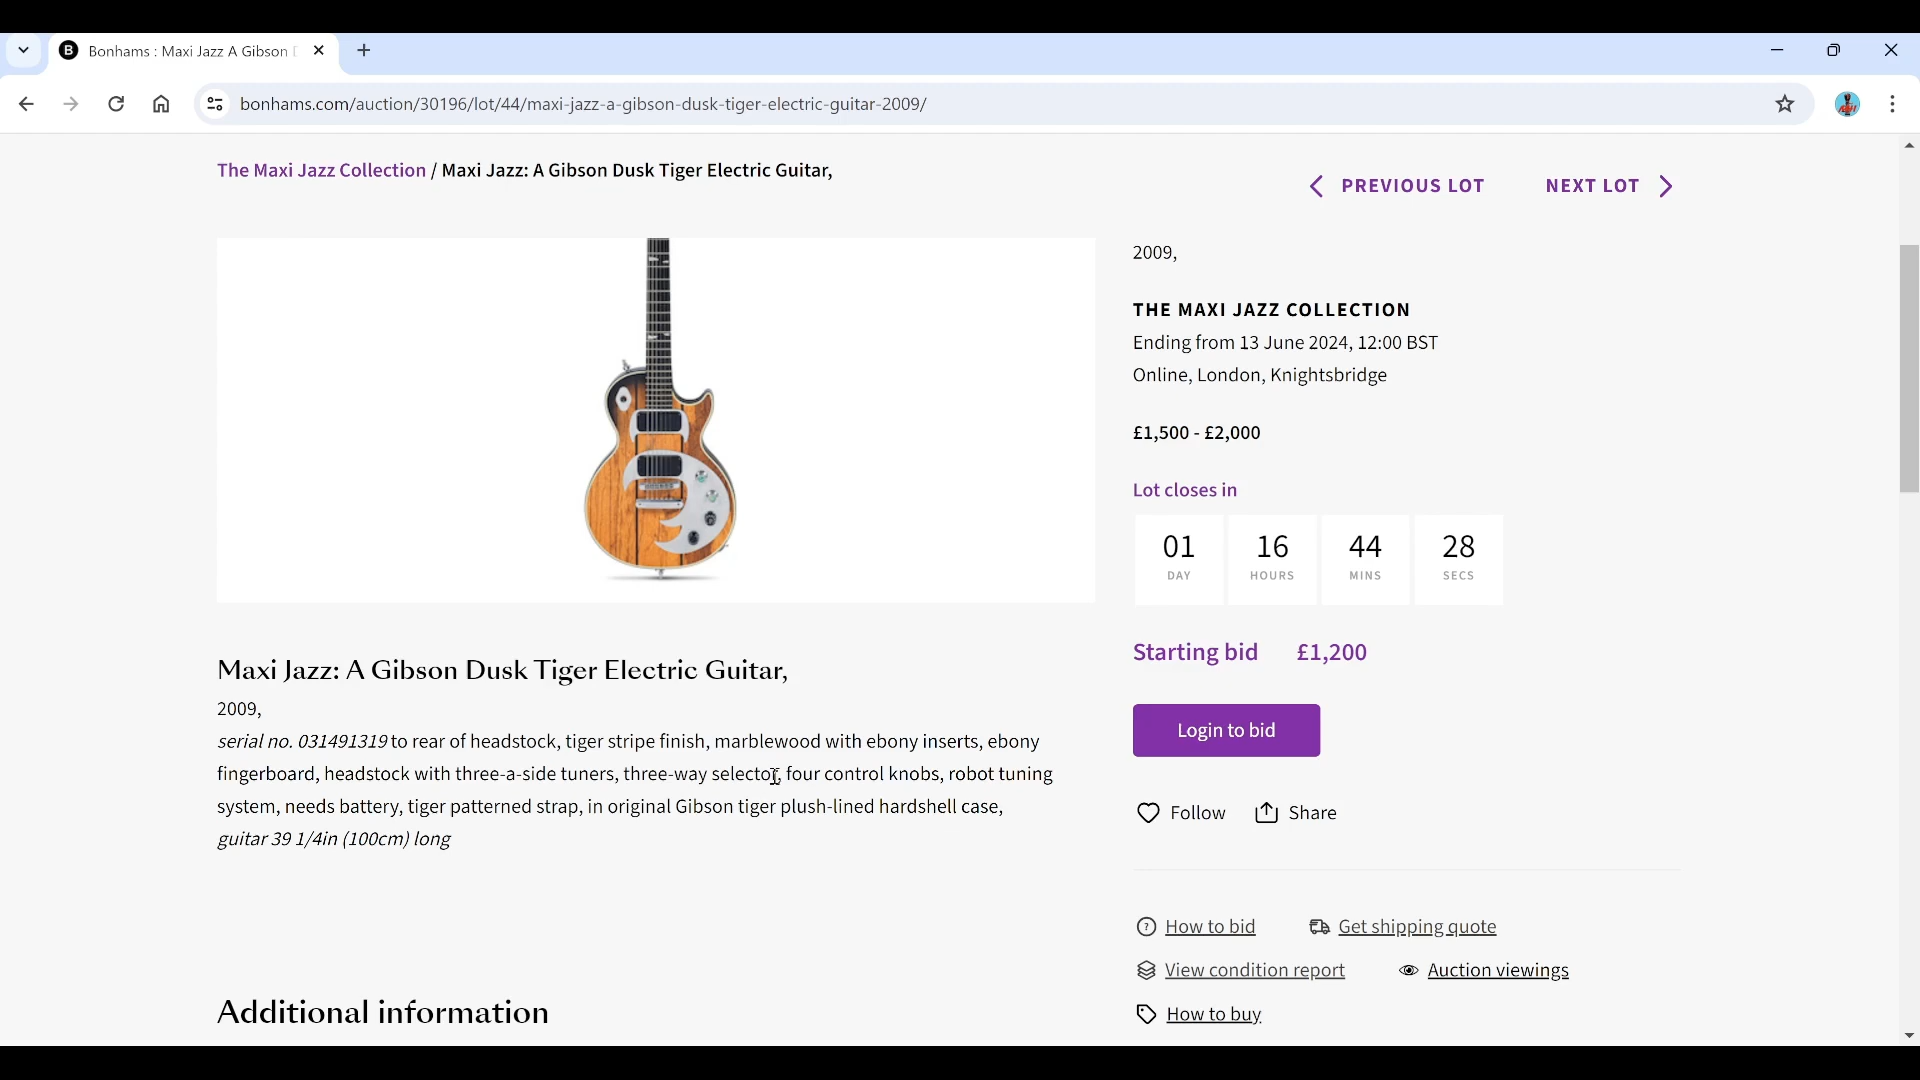 Bonhams : Maxi Jazz A Gibson
bonhams.com/auction/30196/lot/44/maxi-jazz-a-gibson-dusk-tiger-electric-guitar-2009/
The Maxi Jazz Collection / Maxi Jazz: A Gibson Dusk Tiger Electric Guitar,
PREVIOUS LOT
NEXT LOT
2009,
THE MAXI JAZZ COLLECTION
Ending from 13 June 2024, 12:00 BST
Online, London, Knightsbridge
£1,500 - £2,000
Lot closes in
01 16 44 28
DAY HOURS MINS SECS
Starting bid £1,200
Login to bid
Follow Share
How to bid Get shipping quote
View condition report Auction viewings
How to buy
Maxi Jazz: A Gibson Dusk Tiger Electric Guitar,
2009,
serial no. 031491319 to rear of headstock, tiger stripe finish, marblewood with ebony inserts, ebony
fingerboard, headstock with three-a-side tuners, three-way selector, four control knobs, robot tuning
system, needs battery, tiger patterned strap, in original Gibson tiger plush-lined hardshell case,
guitar 39 1/4in (100cm) long
Additional information